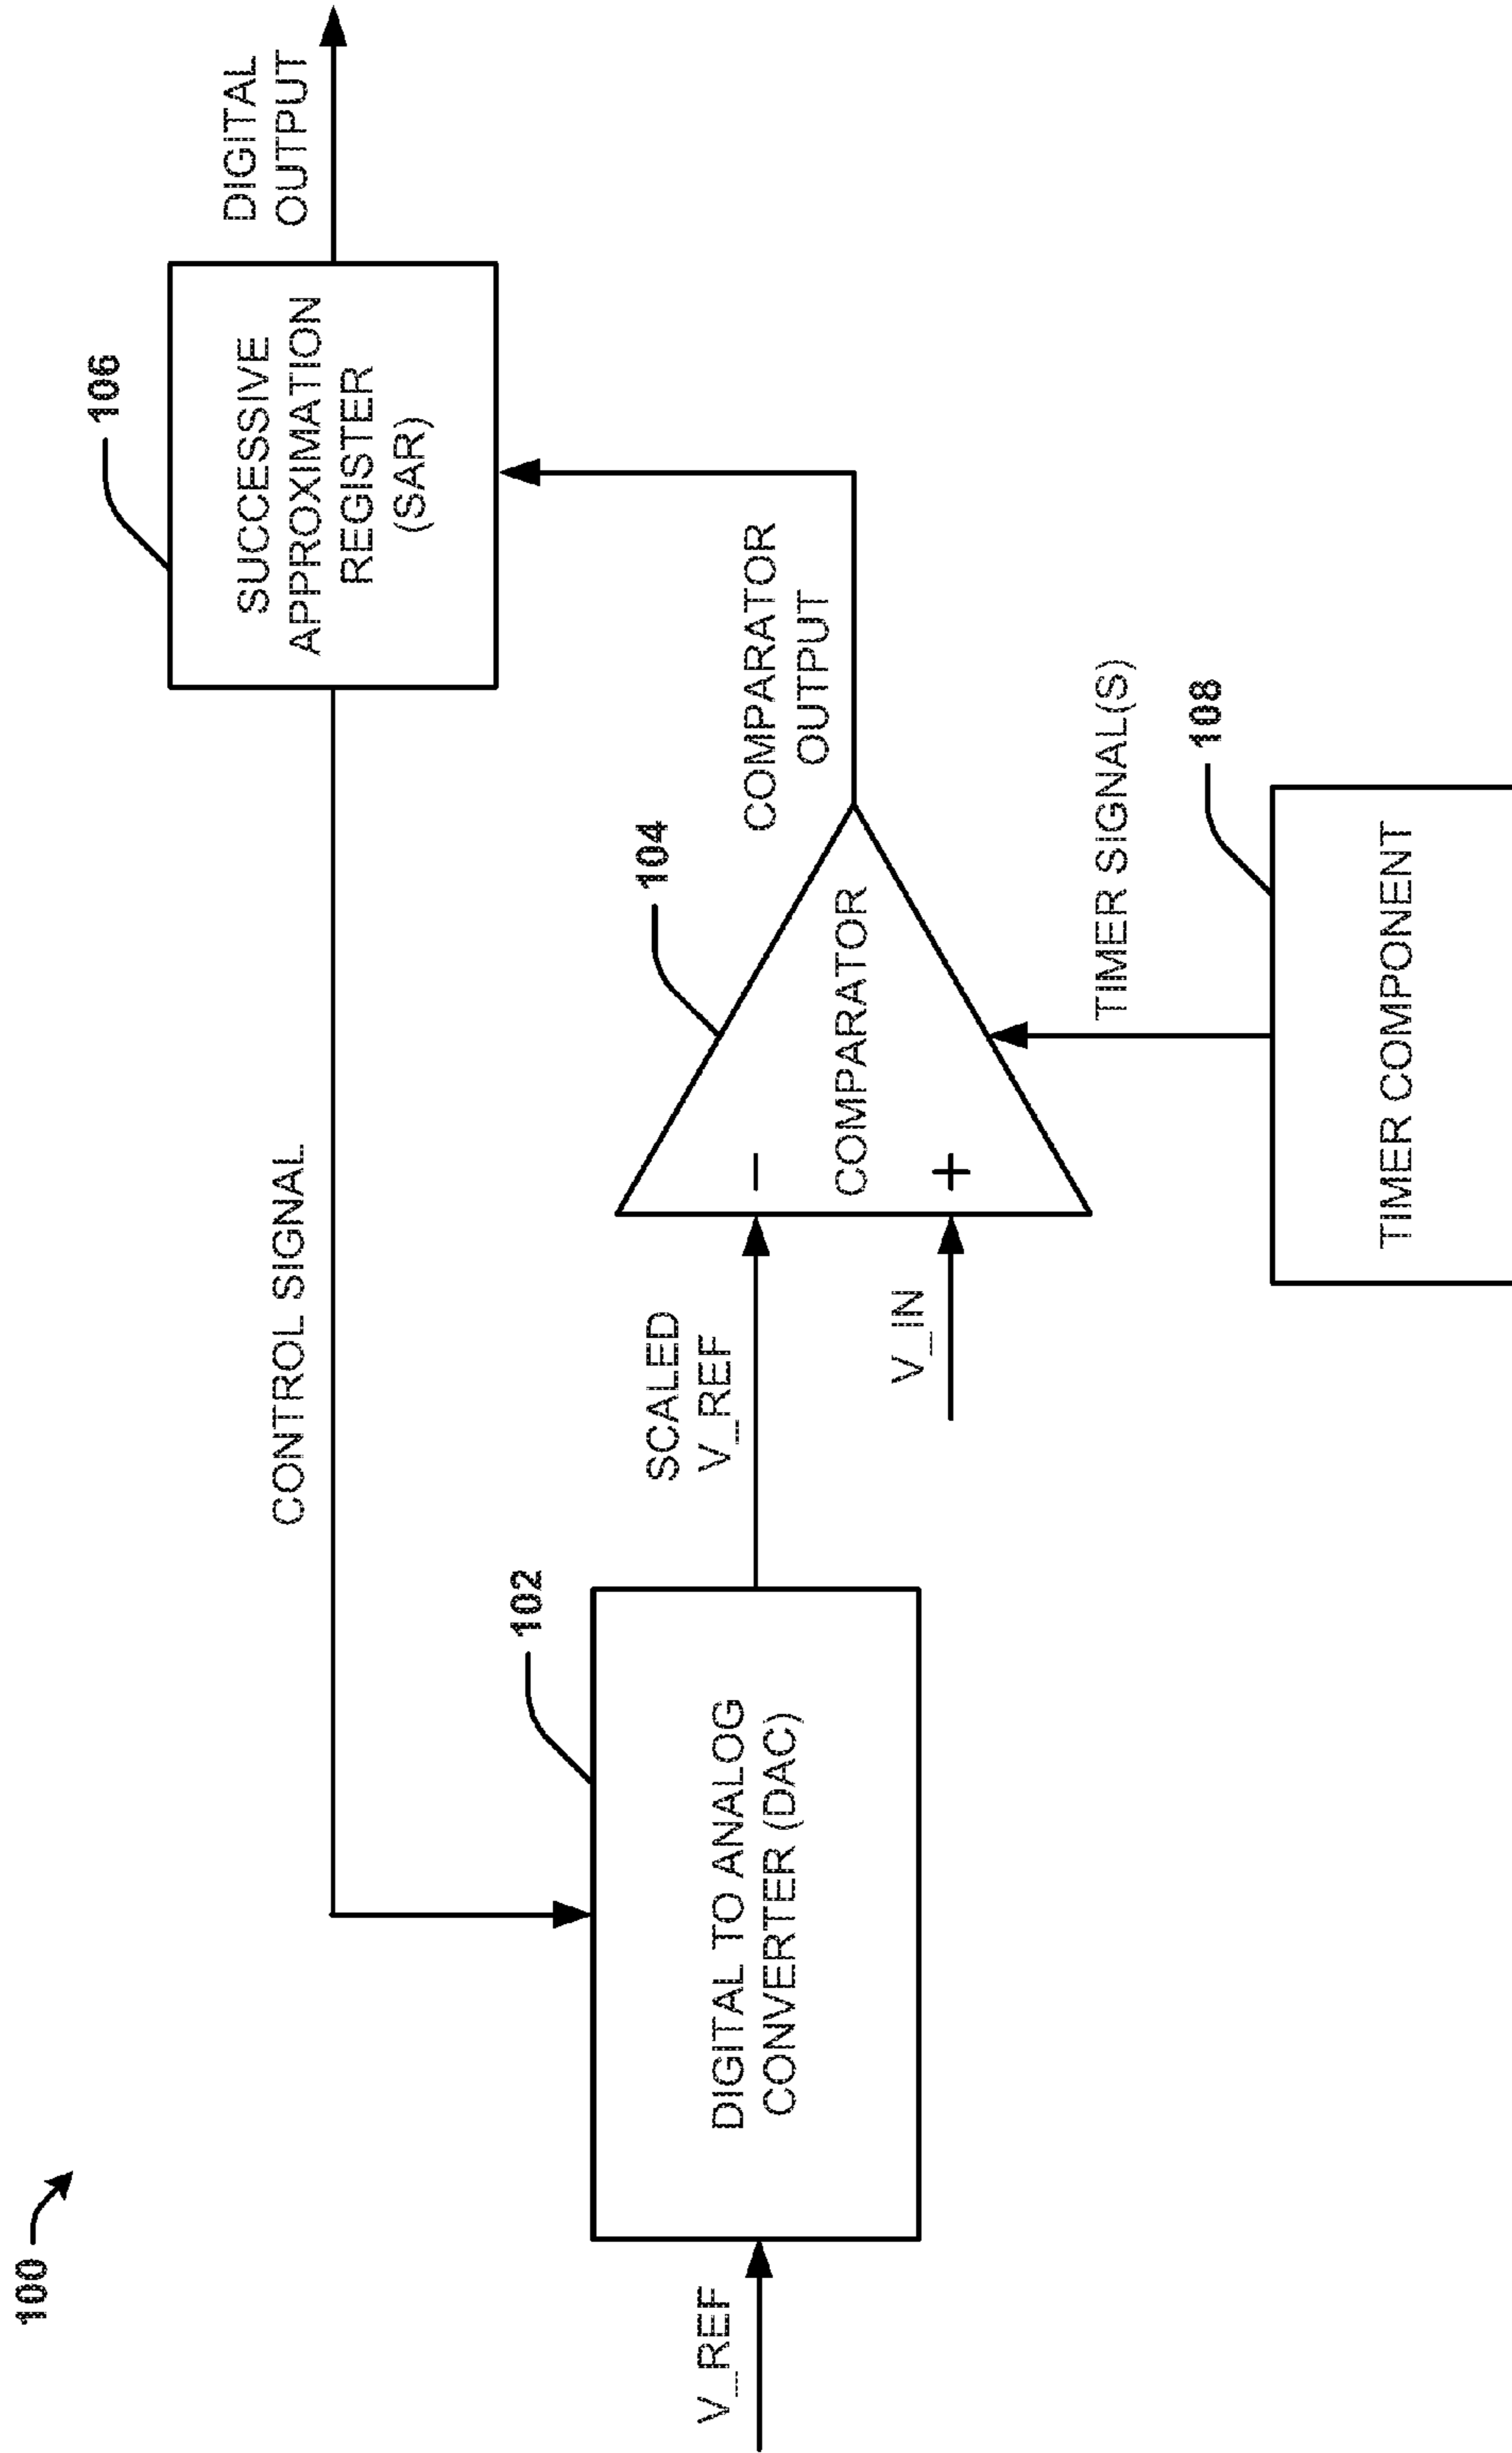 100
CONTROL SIGNAL
106
SUCCESSIVE
APPROXIMATION
REGISTER
(SAR)
DIGITAL
OUTPUT
102
V_REF
DIGITAL TO ANALOG
CONVERTER (DAC)
SCALED
V_REF
V_IN
104
−
+
COMPARATOR
COMPARATOR
OUTPUT
TIMER SIGNAL(S)
108
TIMER COMPONENT